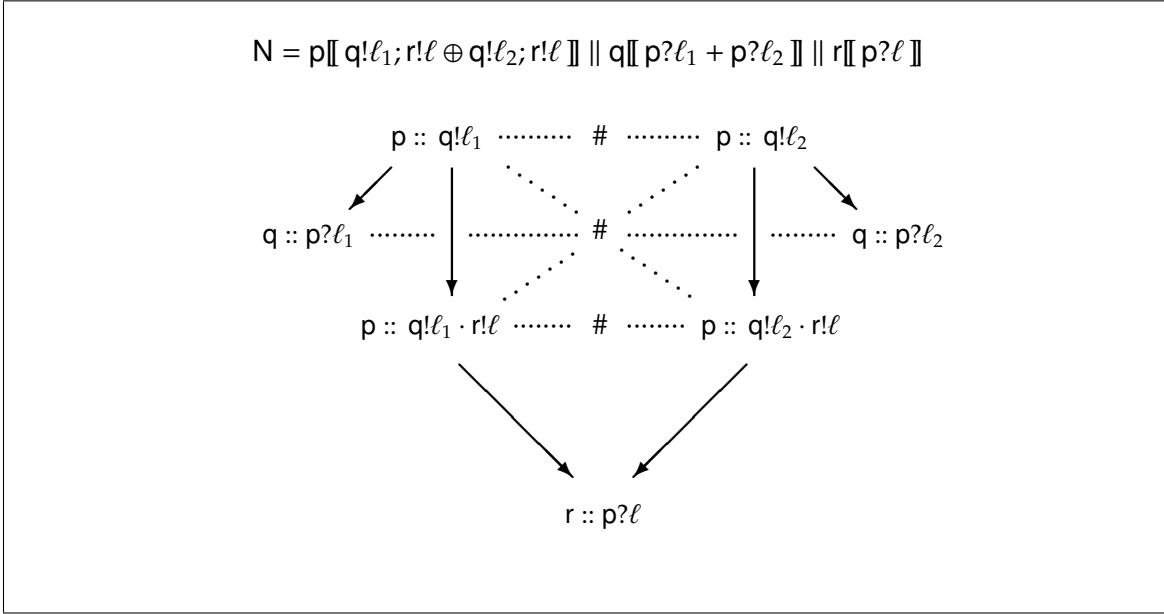 N = p⟦ q!ℓ₁; r!ℓ ⊕ q!ℓ₂; r!ℓ ⟧ ∥ q⟦ p?ℓ₁ + p?ℓ₂ ⟧ ∥ r⟦ p?ℓ ⟧
p :: q!ℓ₁ ········· # ········· p :: q!ℓ₂
q :: p?ℓ₁ ········· # ········· q :: p?ℓ₂
p :: q!ℓ₁ · r!ℓ ········ # ········ p :: q!ℓ₂ · r!ℓ
r :: p?ℓ